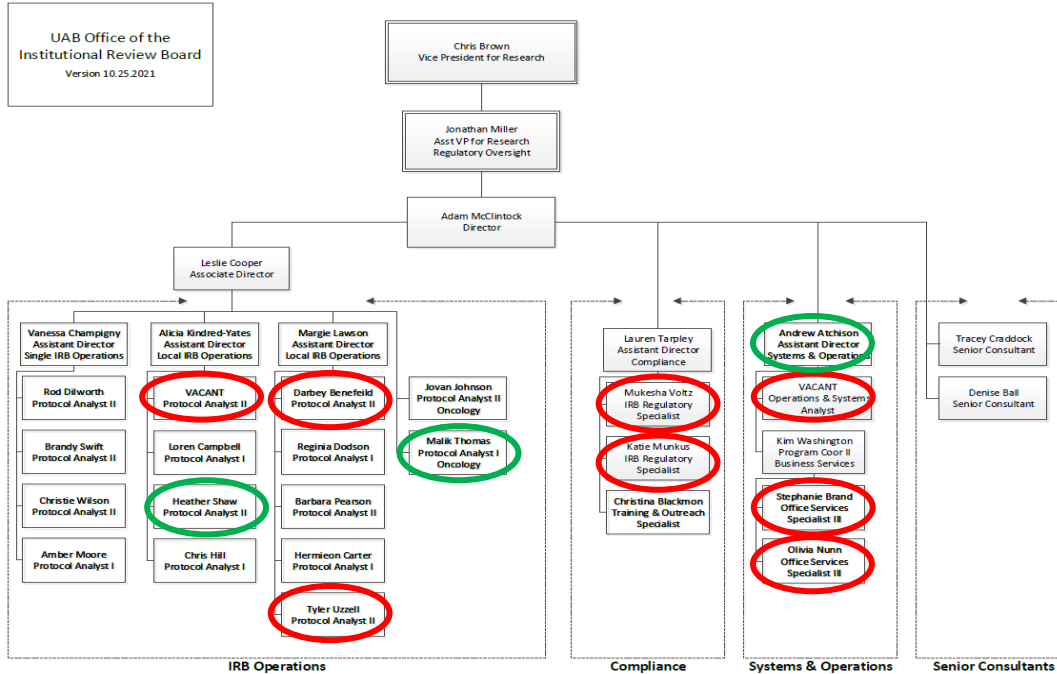 UAB Office of the
Institutional Review Board
Version 10.25.2021
Chris Brown
Vice President for Research
Jonathan Miller
Asst VP for Research
Regulatory Oversight
Adam McClintock
Director
Leslie Cooper
Associate Director
Vanessa Champigny
Assistant Director
Single IRB Operations
Rod Dilworth
Protocol Analyst II
Brandy Swift
Protocol Analyst II
Christie Wilson
Protocol Analyst II
Amber Moore
Protocol Analyst I
Alicia Kindred-Yates
Assistant Director
Local IRB Operations
VACANT
Protocol Analyst II
Loren Campbell
Protocol Analyst I
Heather Shaw
Protocol Analyst II
Chris Hill
Protocol Analyst I
Margie Lawson
Assistant Director
Local IRB Operations
Darbey Benefeild
Protocol Analyst II
Reginia Dodson
Protocol Analyst I
Barbara Pearson
Protocol Analyst II
Hermieon Carter
Protocol Analyst I
Tyler Uzzell
Protocol Analyst II
Jovan Johnson
Protocol Analyst II
Oncology
Malik Thomas
Protocol Analyst I
Oncology
IRB Operations
Lauren Tarpley
Assistant Director
Compliance
Mukesha Voltz
IRB Regulatory
Specialist
Katie Munkus
IRB Regulatory
Specialist
Christina Blackmon
Training & Outreach
Specialist
Compliance
Andrew Atchison
Assistant Director
Systems & Operations
VACANT
Operations & Systems
Analyst
Kim Washington
Program Coor II
Business Services
Stephanie Brand
Office Services
Specialist III
Olivia Nunn
Office Services
Specialist III
Systems & Operations
Tracey Craddock
Senior Consultant
Denise Ball
Senior Consultant
Senior Consultants